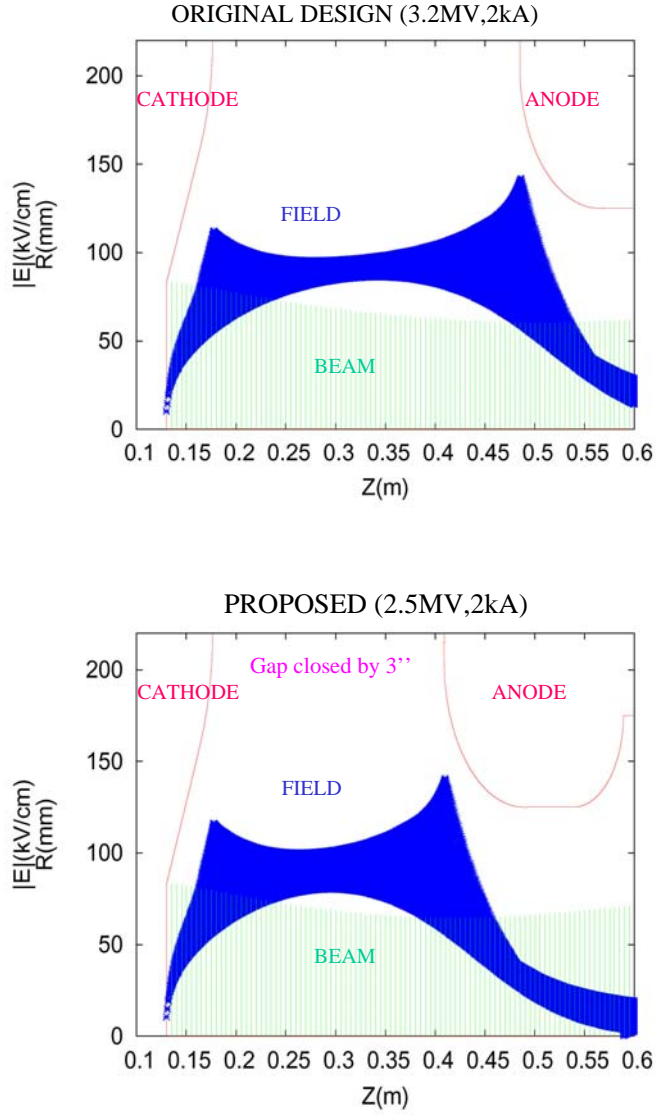 ORIGINAL DESIGN (3.2MV,2kA)
200
CATHODE
ANODE
150
|E|(kV/cm)
R(mm)
FIELD
100
50
BEAM
0
0.1 0.15 0.2 0.25 0.3 0.35 0.4 0.45 0.5 0.55 0.6
Z(m)
PROPOSED (2.5MV,2kA)
Gap closed by 3’’
200
CATHODE
ANODE
150
|E|(kV/cm)
R(mm)
FIELD
100
50
BEAM
0
0.1 0.15 0.2 0.25 0.3 0.35 0.4 0.45 0.5 0.55 0.6
Z(m)